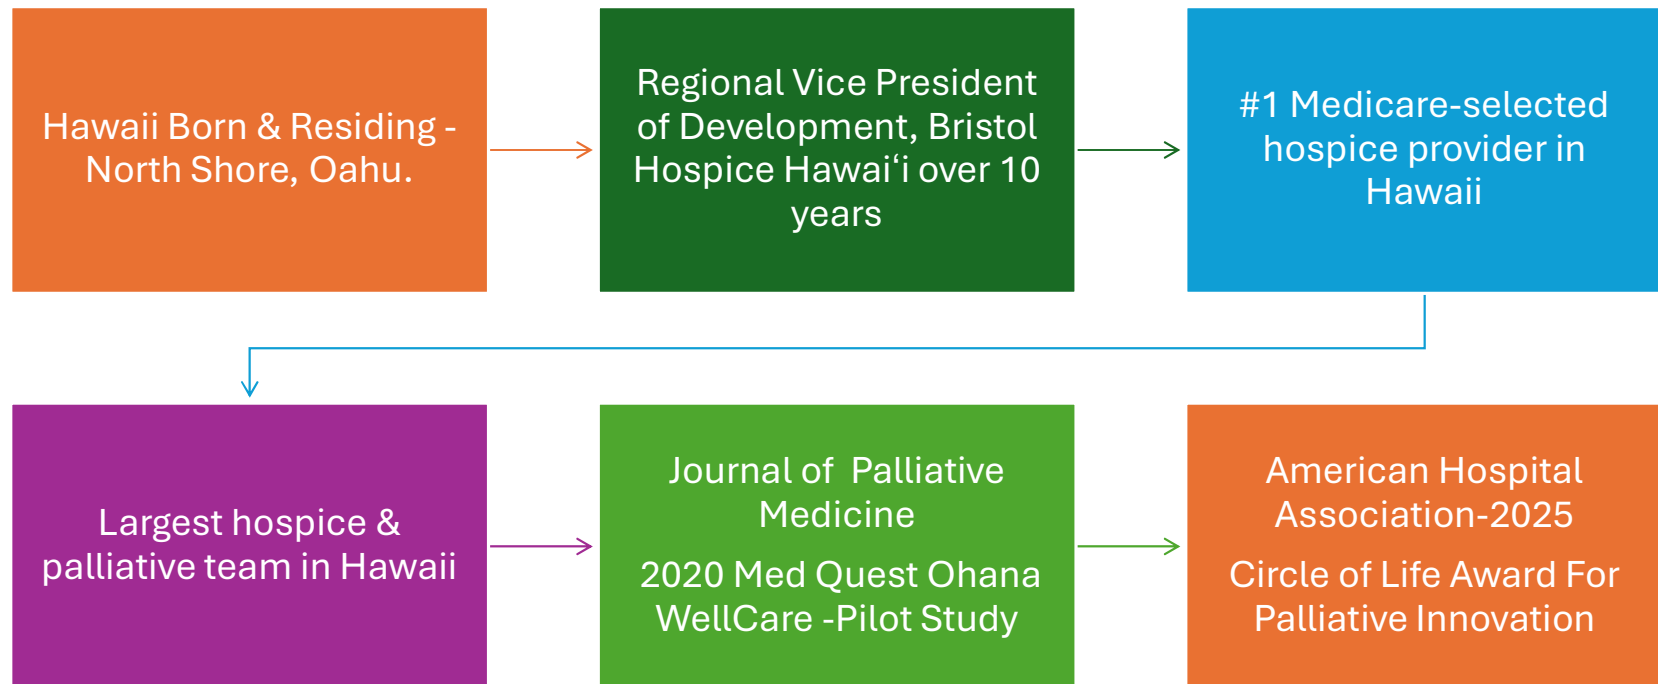 Hawaii Born & Residing -
North Shore, Oahu.
Regional Vice President
of Development, Bristol
Hospice Hawaiʻi over 10
years
#1 Medicare-selected
hospice provider in
Hawaii
Largest hospice &
palliative team in Hawaii
Journal of  Palliative
Medicine
2020 Med Quest Ohana
WellCare -Pilot Study
American Hospital
Association-2025
Circle of Life Award For
Palliative Innovation